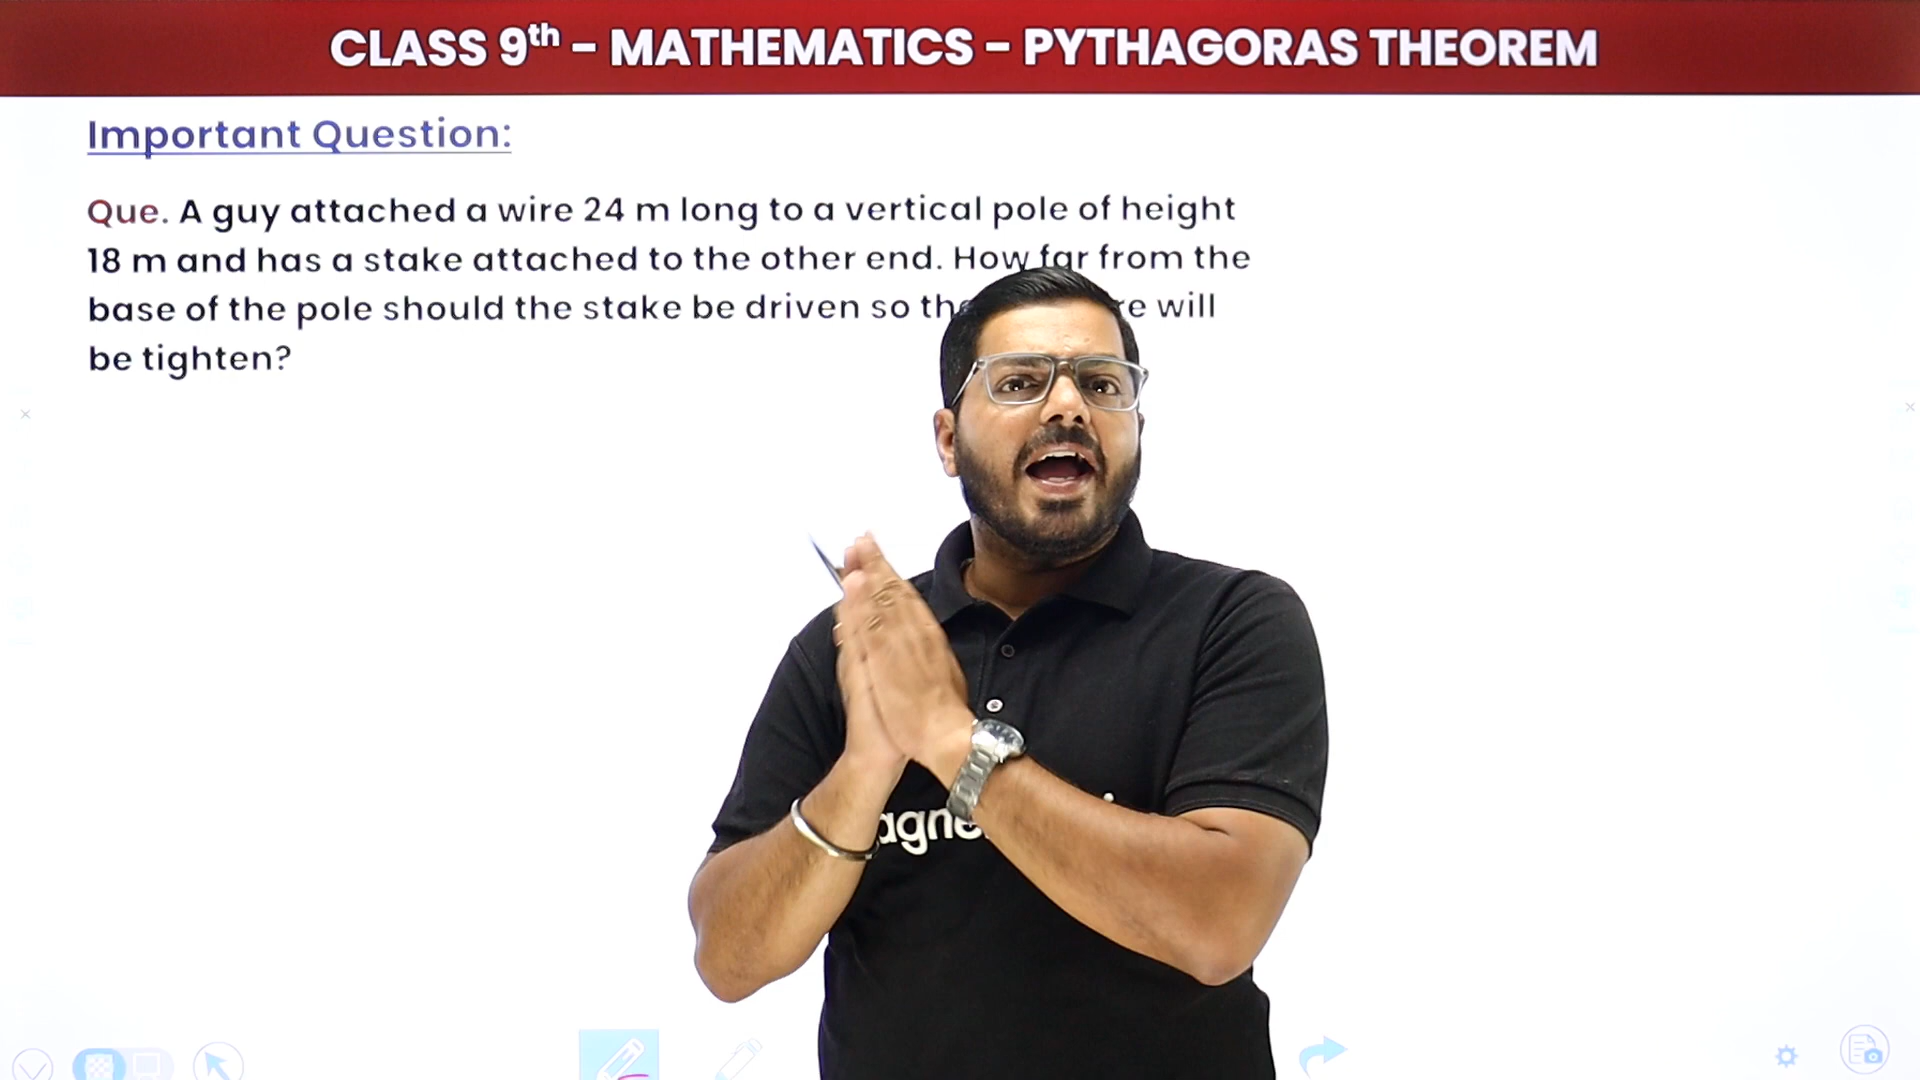 CLASS 9th - MATHEMATICS - PYTHAGORAS THEOREM
Important Question:
Que. A guy attached a wire 24 m long to a vertical pole of height
18 m and has a stake attached to the other end. How far from the
base of the pole should the stake be driven so will
be tighten?